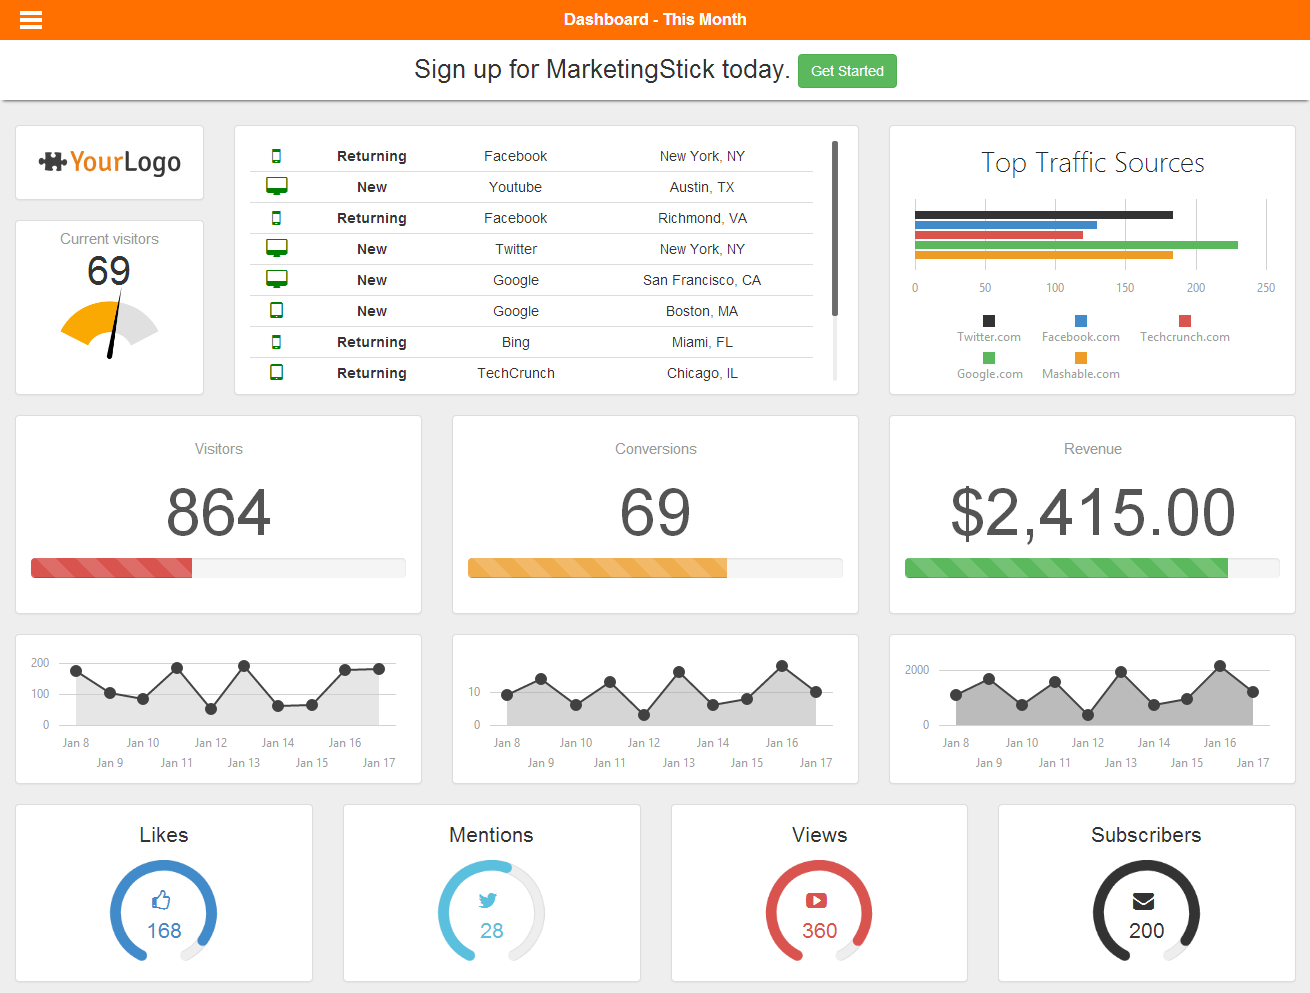 Dashboard - This Month
Sign up for MarketingStick today. Get Started
YourLogo
Current visitors
69
Returning Facebook New York, NY
New Youtube Austin, TX
Returning Facebook Richmond, VA
New Twitter New York, NY
New Google San Francisco, CA
New Google Boston, MA
Returning Bing Miami, FL
Returning TechCrunch Chicago, IL
Top Traffic Sources
0 50 100 150 200 250
Twitter.com Facebook.com Techcrunch.com
Google.com Mashable.com
Visitors
864
Conversions
69
Revenue
$2,415.00
200
100
0
Jan 8 Jan 10 Jan 12 Jan 14 Jan 16
Jan 9 Jan 11 Jan 13 Jan 15 Jan 17
10
0
Jan 8 Jan 10 Jan 12 Jan 14 Jan 16
Jan 9 Jan 11 Jan 13 Jan 15 Jan 17
2000
0
Jan 8 Jan 10 Jan 12 Jan 14 Jan 16
Jan 9 Jan 11 Jan 13 Jan 15 Jan 17
Likes
168
Mentions
28
Views
360
Subscribers
200